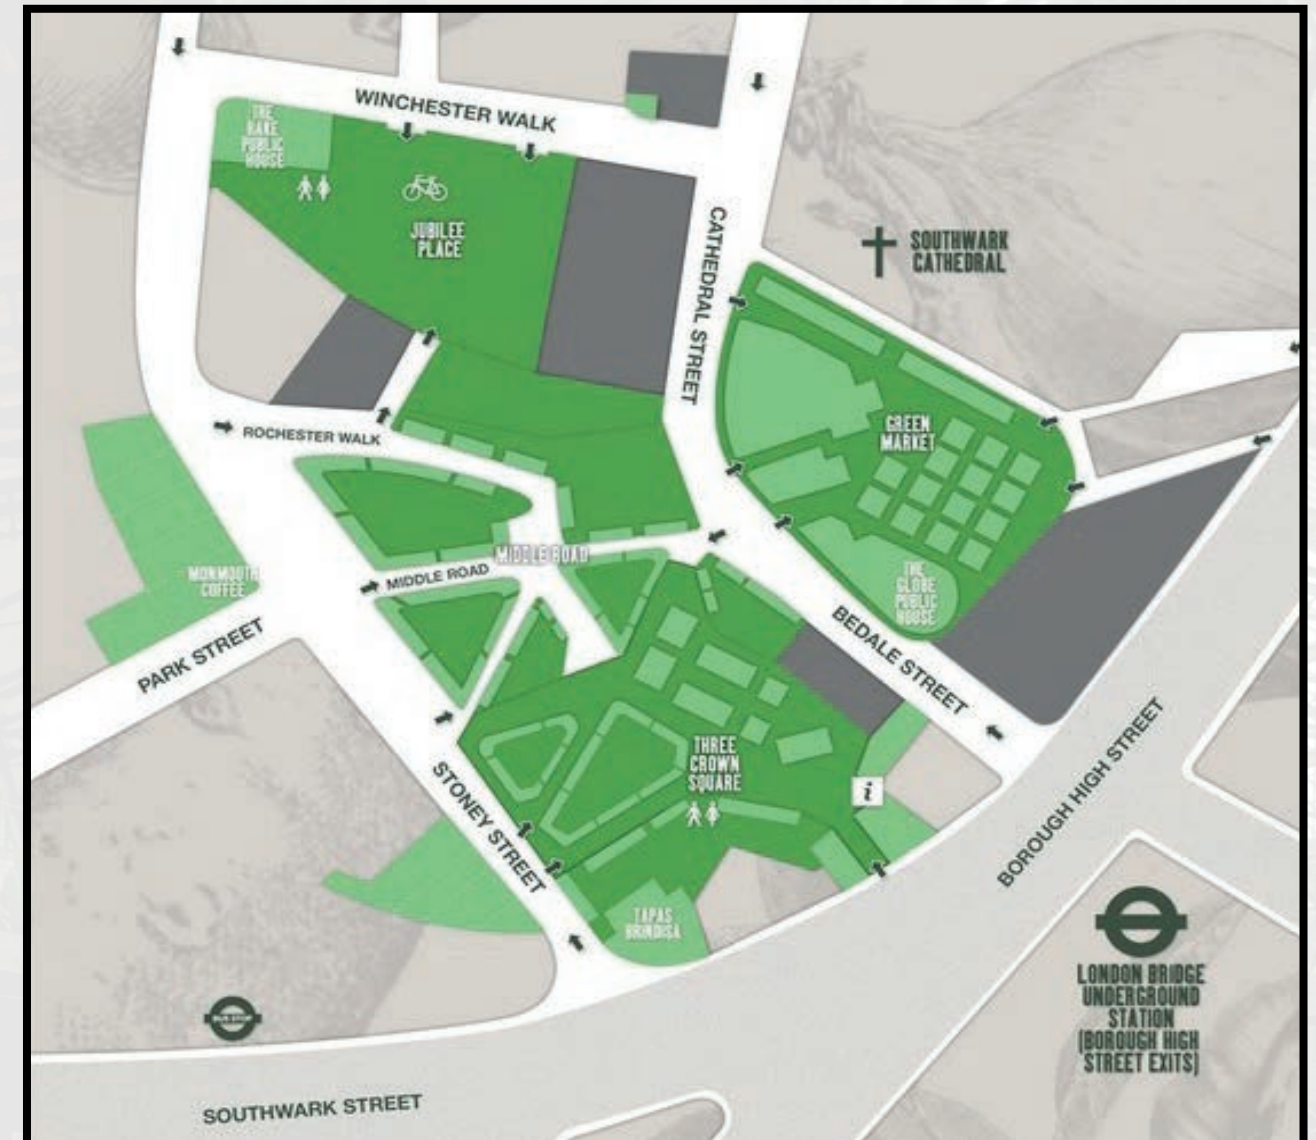 WINCHESTER WALK
THE
RAKE
PUBLIC
HOUSE
JUBILEE
PLACE
CATHEDRAL STREET
SOUTHWARK
CATHEDRAL
GREEN
MARKET
ROCHESTER WALK
MIDDLE ROAD
MIDDLE ROAD
MONMOUTH
COFFEE
THE
GLOBE
PUBLIC
HOUSE
PARK STREET
BEDALE STREET
THREE
CROWN
SQUARE
i
STONEY STREET
BOROUGH HIGH STREET
TAPAS
BRINDISA
LONDON BRIDGE
UNDERGROUND
STATION
(BOROUGH HIGH
STREET EXITS)
BUS STOP
SOUTHWARK STREET